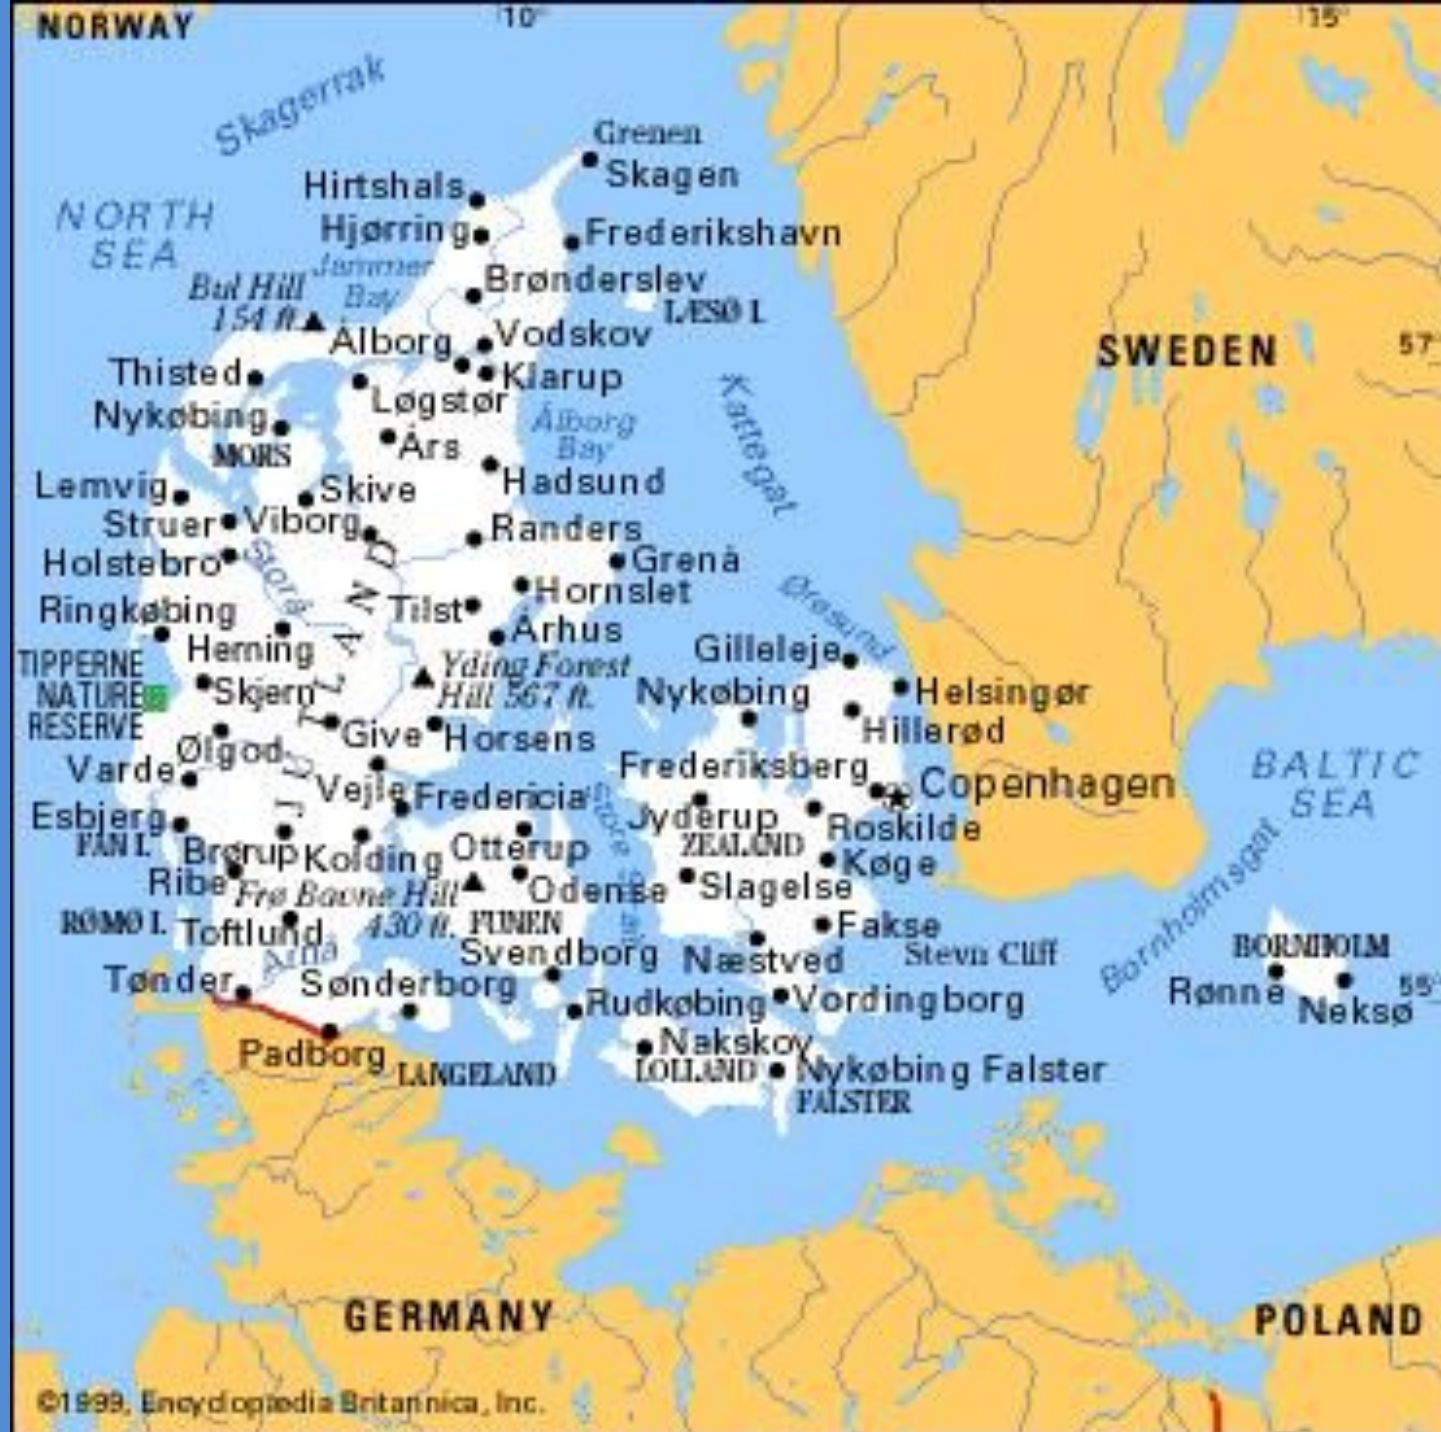 NORWAY
10°
15°
Skagerrak
Grenen
Skagen
Hirtshals
NORTH
SEA
Hjørring
Frederikshavn
Jammer
Bay
Brønderslev
Bul Hill
154 ft.
LÆSØ I.
Ålborg
Vodskov
SWEDEN
57°
Thisted
Klarup
Løgstør
Kattegat
Nykøbing
Ålborg
Bay
Års
MORS
Hadsund
Lemvig
Skive
Struer
Viborg
Randers
Holstebro
Storå
Grenå
Hornslet
Øresund
Ringkøbing
Tilst
Århus
Herning
Gilleleje
TIPPERNE
NATURE
RESERVE
Yding Forest
Hill 567 ft.
Skjern
JUTLAND
Nykøbing
Helsingør
Hillerød
Give
Horsens
Ølgod
Varde
Frederiksberg
BALTIC
SEA
Vejle
Fredericia
Copenhagen
Esbjerg
Jyderup
Roskilde
FAN I.
Brørup
Kolding
Otterup
ZEALAND
Køge
Ribe
Frø Bavne Hill
430 ft.
Odense
Slagelse
Bornholmsgat
RØMØ I.
Toftlund
FUNEN
Fakse
Svendborg
Næstved
Stevn Cliff
BORNHOLM
Tønder
Sønderborg
Rudkøbing
Vordingborg
Rønne
Neksø
55°
Padborg
Nakskov
LANGELAND
LOLLAND
Nykøbing Falster
FALSTER
GERMANY
POLAND
©1999, Encyclopædia Britannica, Inc.